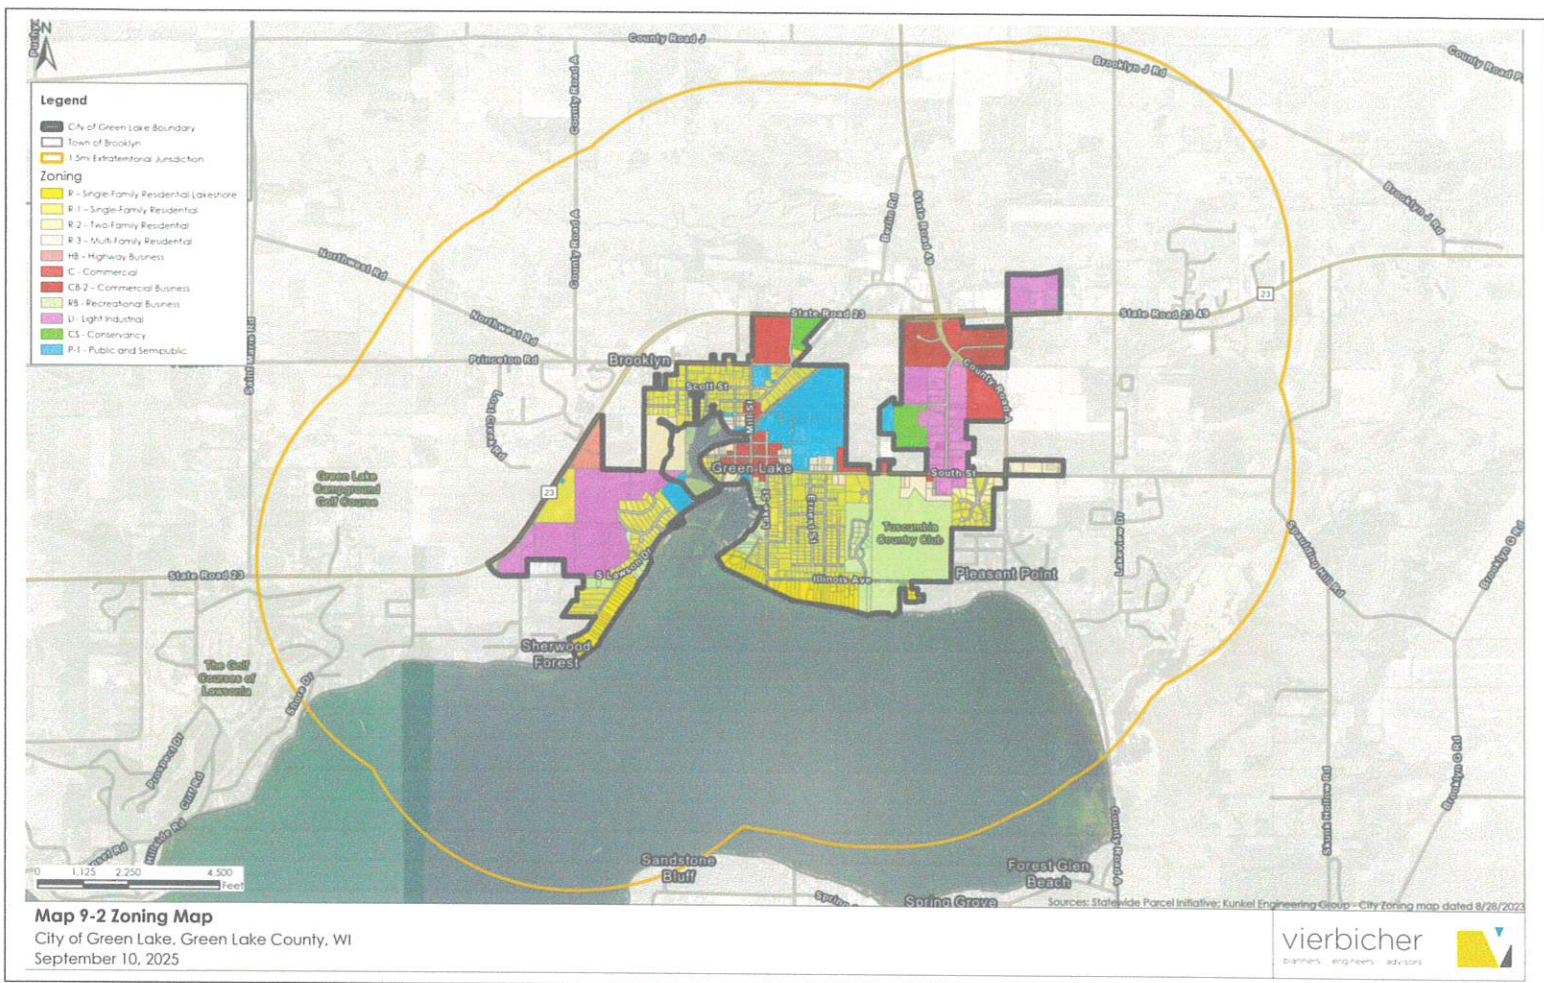 N
County Road J
Brooklyn J Rd
County Road A
Legend
City of Green Lake Boundary
Town of Brooklyn
1.5mi Extraterritorial Jurisdiction
Zoning
R - Single-Family Residential Lakeshore
R-1 - Single-Family Residential
R-2 - Two-Family Residential
R-3 - Multi-Family Residential
HB - Highway Business
C - Commercial
CB-2 - Commercial Business
RB - Recreational Business
LI - Light Industrial
CS - Conservancy
P-1 - Public and Semipublic
County Road A
Berlin Rd
State Road 49
Brooklyn J Rd
Northwest Rd
23
Northwest Rd
State Road 23
State Road 23 49
Princeton Rd
Brooklyn
Scott St
County Road A
Lost Creek Rd
Mill St
Green Lake
South St
Green Lake
Campground
Golf Course
23
Lake St
Ernest St
Tuscumbia
Country Club
Lakeview Dr
Spaulding Hill Rd
Brooklyn G Rd
State Road 23
S Lawson Dr
Illinois Ave
Pleasant Point
Sherwood
Forest
The Golf
Courses of
Lawsonia
Shore Dr
Prospect Dr
Cliff Rd
Hillside Rd
Skunk Hollow Rd
Brooklyn G Rd
County Road A
0 1,125 2,250 4,500
Feet
Sandstone
Bluff
Forest Glen
Beach
Spring Grove
Sources: Statewide Parcel Initiative; Kunkel Engineering Group - City Zoning map dated 8/28/2023
Map 9-2 Zoning Map
City of Green Lake, Green Lake County, WI
September 10, 2025
vierbicher
planners engineers advisors